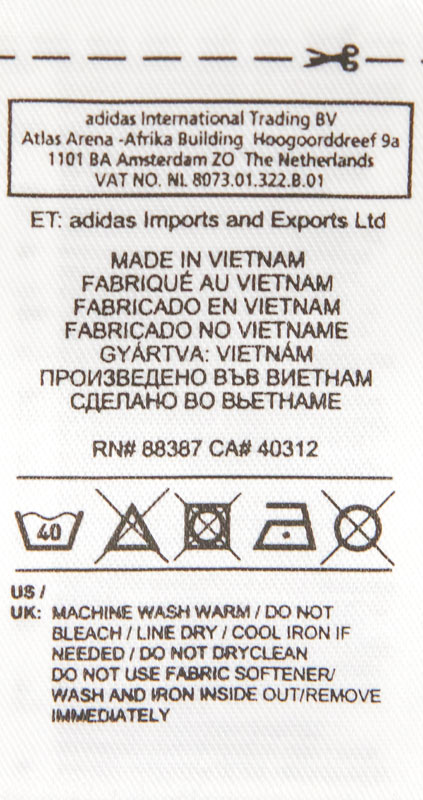 adidas International Trading BV
Atlas Arena -Afrika Building Hoogoorddreef 9a
1101 BA Amsterdam ZO The Netherlands
VAT NO. NL 8073.01.322.B.01
ET: adidas Imports and Exports Ltd
MADE IN VIETNAM
FABRIQUÉ AU VIETNAM
FABRICADO EN VIETNAM
FABRICADO NO VIETNAME
GYÁRTVA: VIETNÁM
ПРОИЗВЕДЕНО ВЪВ ВИЕТНАМ
СДЕЛАНО ВО ВЬЕТНАМЕ
RN# 88387 CA# 40312
40
US /
UK: MACHINE WASH WARM / DO NOT
BLEACH / LINE DRY / COOL IRON IF
NEEDED / DO NOT DRYCLEAN
DO NOT USE FABRIC SOFTENER/
WASH AND IRON INSIDE OUT/REMOVE
IMMEDIATELY